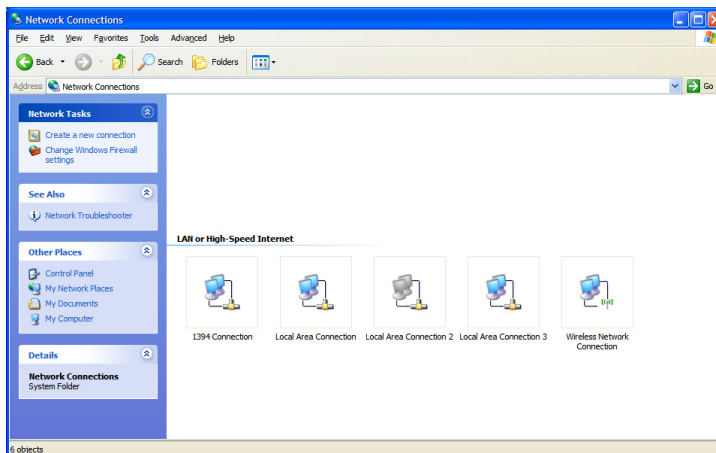 Network Connections
File Edit View Favorites Tools Advanced Help
Back Search Folders
Address Network Connections Go
Network Tasks
Create a new connection
Change Windows Firewall
settings
See Also
Network Troubleshooter
Other Places
Control Panel
My Network Places
My Documents
My Computer
Details
Network Connections
System Folder
LAN or High-Speed Internet
1394 Connection Local Area Connection Local Area Connection 2 Local Area Connection 3 Wireless Network
Connection
6 objects